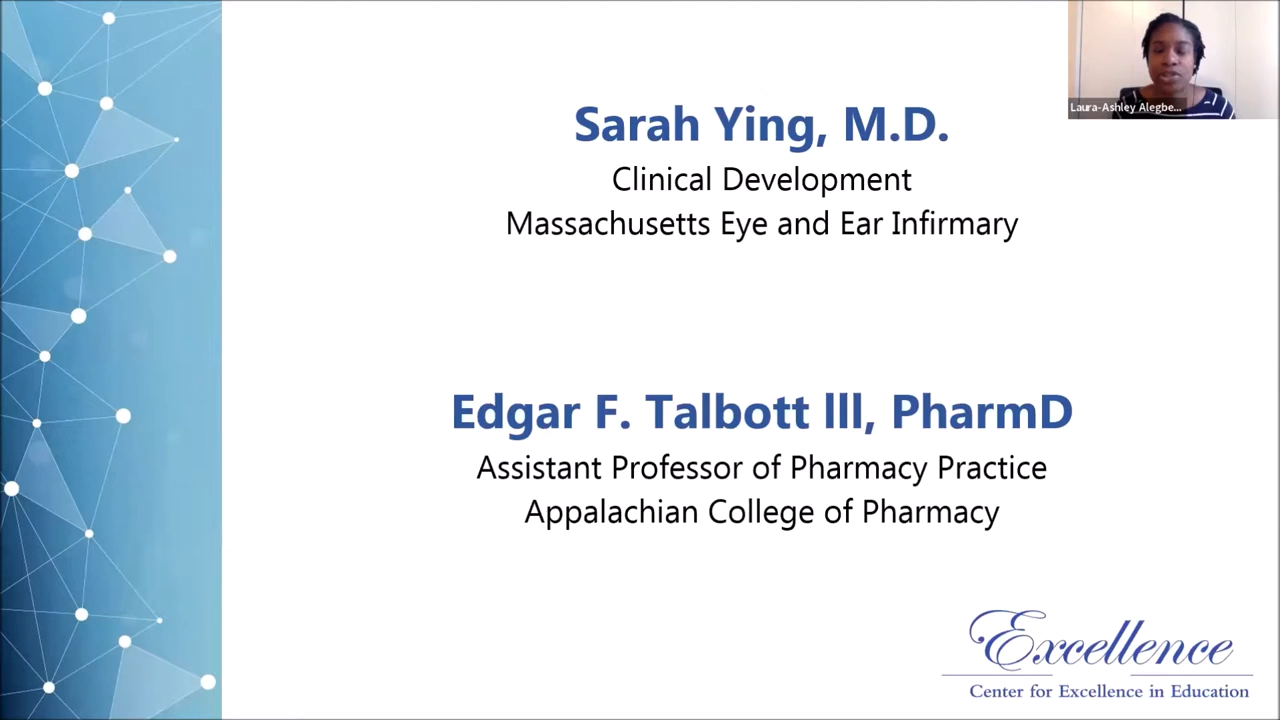 Laura-Ashley Alegbe...
Sarah Ying, M.D.
Clinical Development
Massachusetts Eye and Ear Infirmary
Edgar F. Talbott lll, PharmD
Assistant Professor of Pharmacy Practice
Appalachian College of Pharmacy
Excellence
Center for Excellence in Education